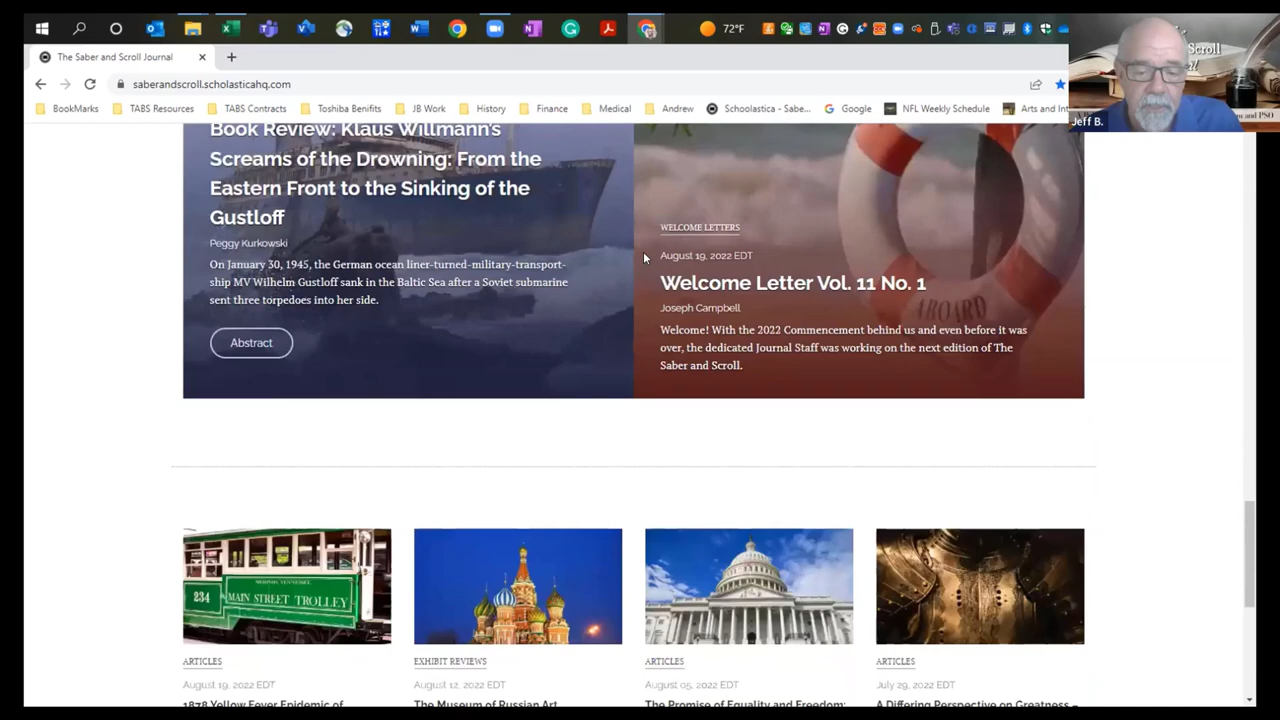 72°F
The Saber and Scroll Journal
saberandscroll.scholasticahq.com
Scroll
BookMarks
TABS Resources
TABS Contracts
Toshiba Benifits
JB Work
History
Finance
Medical
Andrew
Schoolastica - Sabe...
Google
NFL Weekly Schedule
Arts and Int
ow and PSO
Jeff B.
Book Review: Klaus Willmann's
Screams of the Drowning: From the
Eastern Front to the Sinking of the
Gustloff
Peggy Kurkowski
On January 30, 1945, the German ocean liner-turned-military-transport-
ship MV Wilhelm Gustloff sank in the Baltic Sea after a Soviet submarine
sent three torpedoes into her side.
Abstract
WELCOME LETTERS
August 19, 2022 EDT
Welcome Letter Vol. 11 No. 1
Joseph Campbell
ABOARD
Welcome! With the 2022 Commencement behind us and even before it was
over, the dedicated Journal Staff was working on the next edition of The
Saber and Scroll.
MEMPHIS, TENNESSEE
234
MAIN STREET TROLLEY
ARTICLES
August 19, 2022 EDT
1878 Yellow Fever Epidemic of
EXHIBIT REVIEWS
August 12, 2022 EDT
The Museum of Russian Art
ARTICLES
August 05, 2022 EDT
The Promise of Equality and Freedom:
ARTICLES
July 29, 2022 EDT
A Differing Perspective on Greatness –